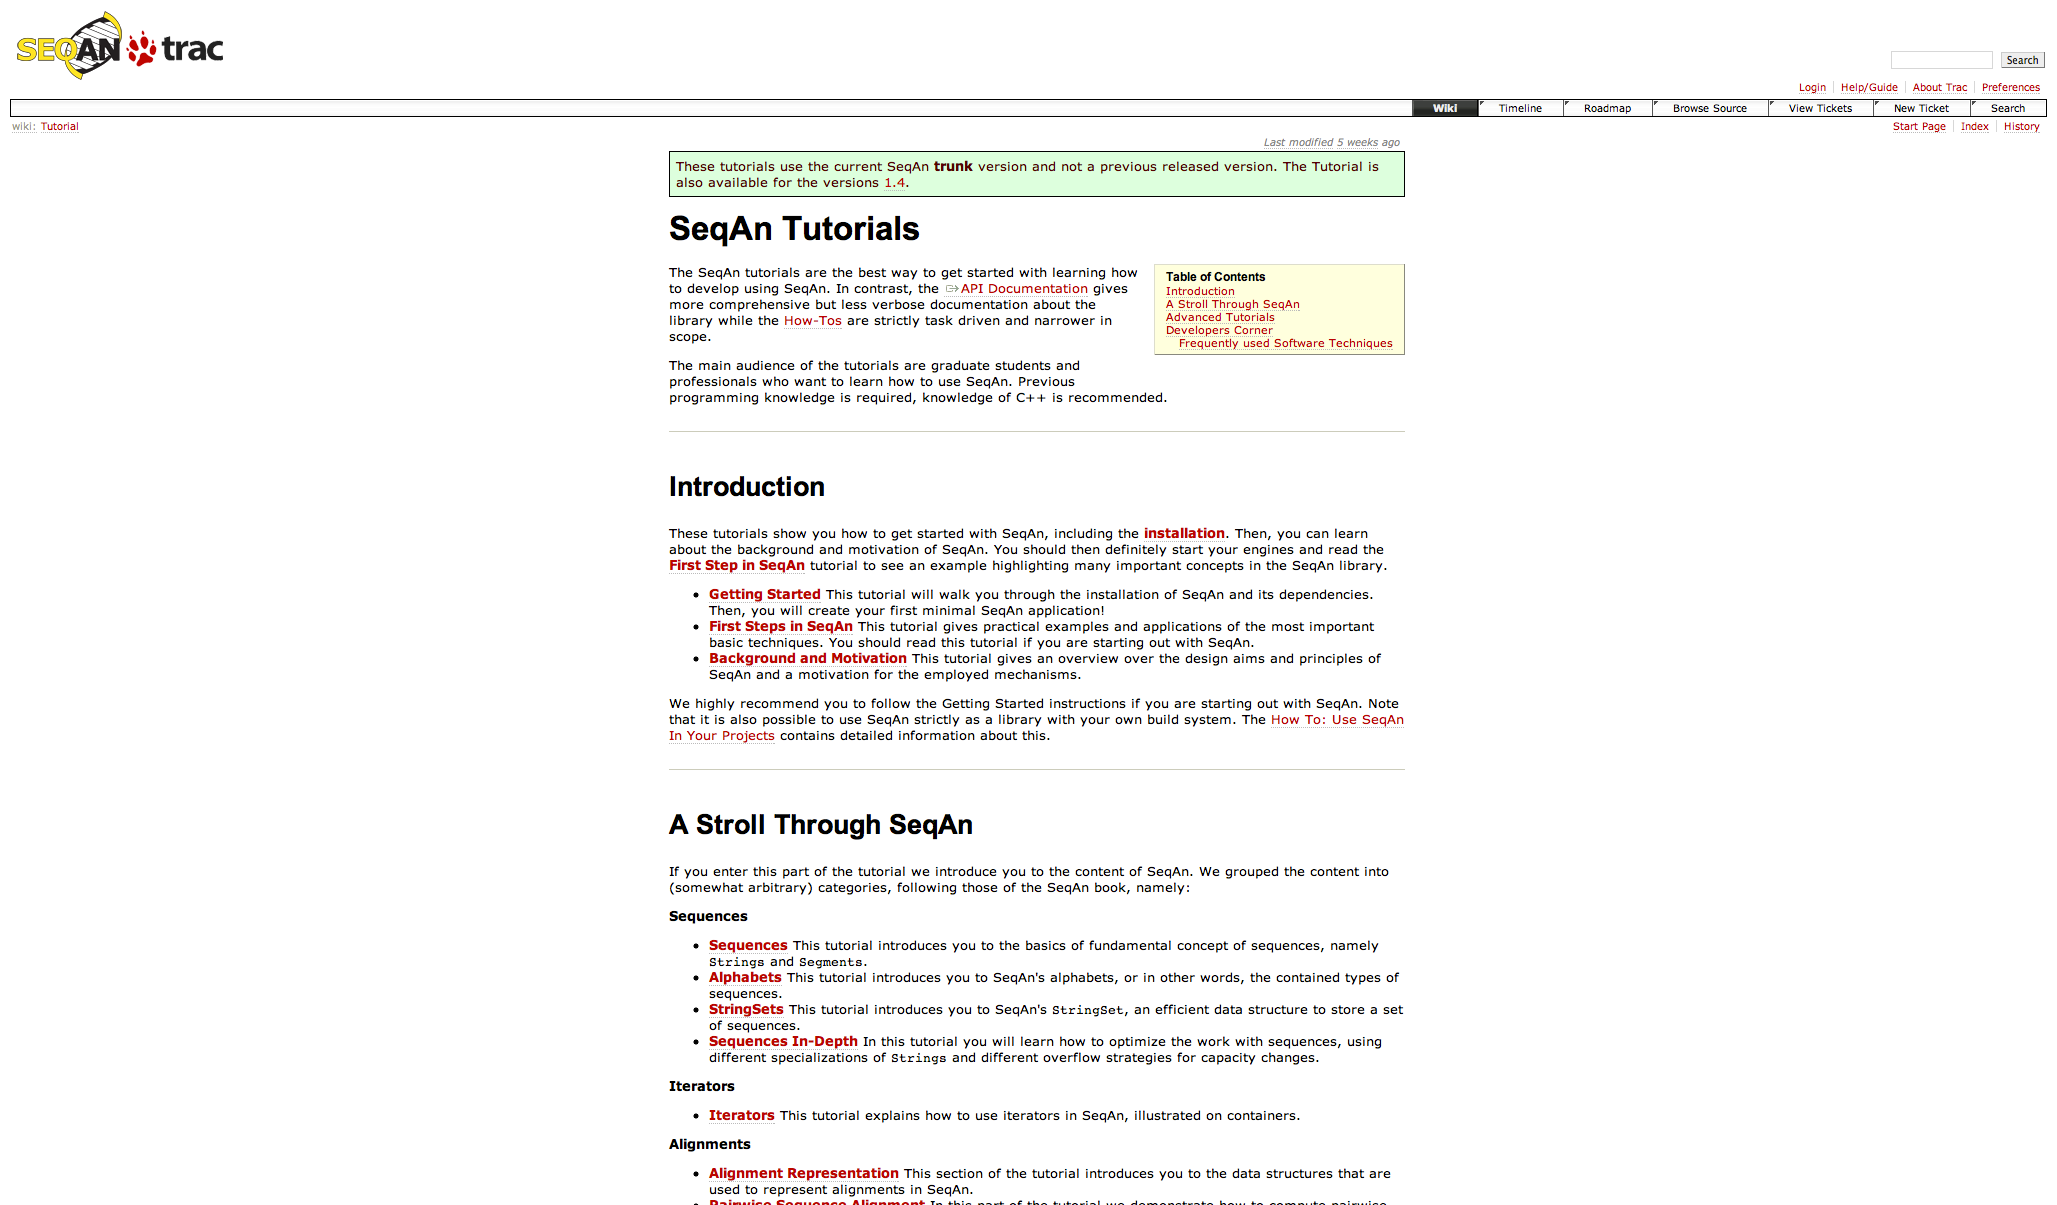 SEQAN trac
Search
Login Help/Guide About Trac Preferences
Wiki Timeline Roadmap Browse Source View Tickets New Ticket Search
wiki: Tutorial
Start Page Index History
Last modified 5 weeks ago
These tutorials use the current SeqAn trunk version and not a previous released version. The Tutorial is
also available for the versions 1.4.
SeqAn Tutorials
The SeqAn tutorials are the best way to get started with learning how
to develop using SeqAn. In contrast, the API Documentation gives
more comprehensive but less verbose documentation about the
library while the How-Tos are strictly task driven and narrower in
scope.
Table of Contents
Introduction
A Stroll Through SeqAn
Advanced Tutorials
Developers Corner
Frequently used Software Techniques
The main audience of the tutorials are graduate students and
professionals who want to learn how to use SeqAn. Previous
programming knowledge is required, knowledge of C++ is recommended.
Introduction
These tutorials show you how to get started with SeqAn, including the installation. Then, you can learn
about the background and motivation of SeqAn. You should then definitely start your engines and read the
First Step in SeqAn tutorial to see an example highlighting many important concepts in the SeqAn library.
• Getting Started This tutorial will walk you through the installation of SeqAn and its dependencies.
Then, you will create your first minimal SeqAn application!
• First Steps in SeqAn This tutorial gives practical examples and applications of the most important
basic techniques. You should read this tutorial if you are starting out with SeqAn.
• Background and Motivation This tutorial gives an overview over the design aims and principles of
SeqAn and a motivation for the employed mechanisms.
We highly recommend you to follow the Getting Started instructions if you are starting out with SeqAn. Note
that it is also possible to use SeqAn strictly as a library with your own build system. The How To: Use SeqAn
In Your Projects contains detailed information about this.
A Stroll Through SeqAn
If you enter this part of the tutorial we introduce you to the content of SeqAn. We grouped the content into
(somewhat arbitrary) categories, following those of the SeqAn book, namely:
Sequences
• Sequences This tutorial introduces you to the basics of fundamental concept of sequences, namely
Strings and Segments.
• Alphabets This tutorial introduces you to SeqAn's alphabets, or in other words, the contained types of
sequences.
• StringSets This tutorial introduces you to SeqAn's StringSet, an efficient data structure to store a set
of sequences.
• Sequences In-Depth In this tutorial you will learn how to optimize the work with sequences, using
different specializations of Strings and different overflow strategies for capacity changes.
Iterators
• Iterators This tutorial explains how to use iterators in SeqAn, illustrated on containers.
Alignments
• Alignment Representation This section of the tutorial introduces you to the data structures that are
used to represent alignments in SeqAn.
• Pairwise Sequence Alignment In this part of the tutorial we demonstrate how to compute pairwise